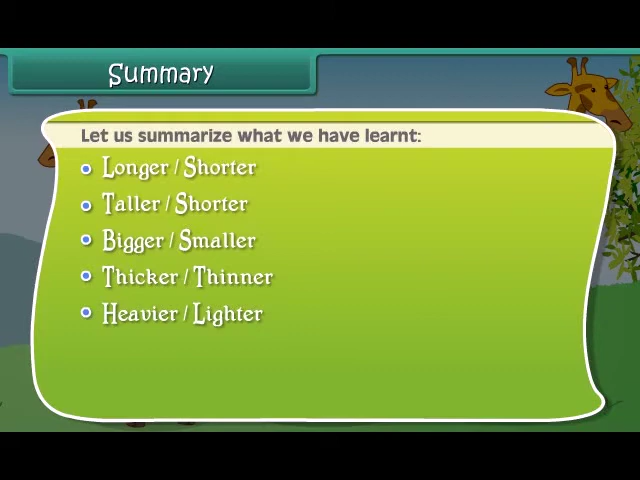 Summary
Let us summarize what we have learnt:
Longer / Shorter
Taller / Shorter
Bigger / Smaller
Thicker / Thinner
Heavier / Lighter